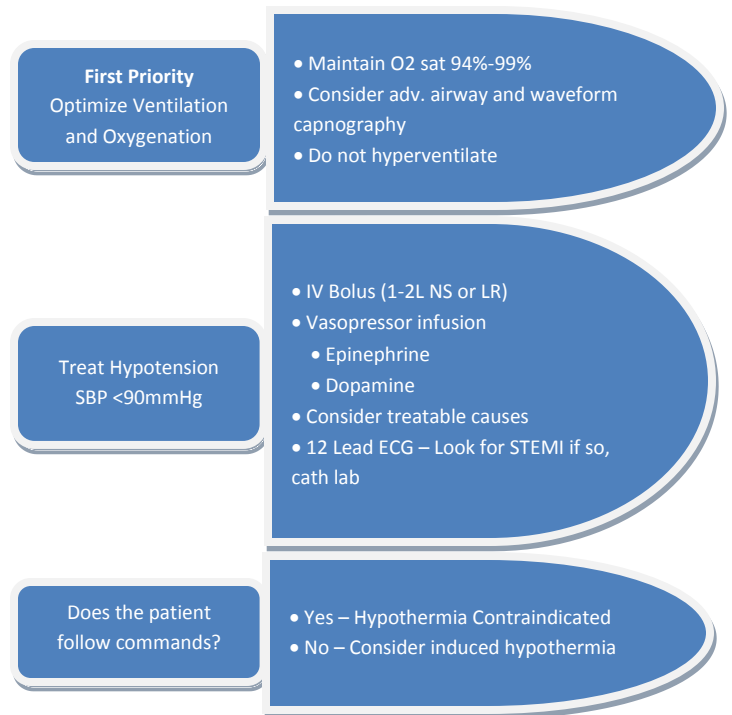 First Priority
Optimize Ventilation
and Oxygenation
• Maintain O2 sat 94%-99%
• Consider adv. airway and waveform
capnography
• Do not hyperventilate
Treat Hypotension
SBP <90mmHg
• IV Bolus (1-2L NS or LR)
• Vasopressor infusion
• Epinephrine
• Dopamine
• Consider treatable causes
• 12 Lead ECG – Look for STEMI if so,
cath lab
Does the patient
follow commands?
• Yes – Hypothermia Contraindicated
• No – Consider induced hypothermia